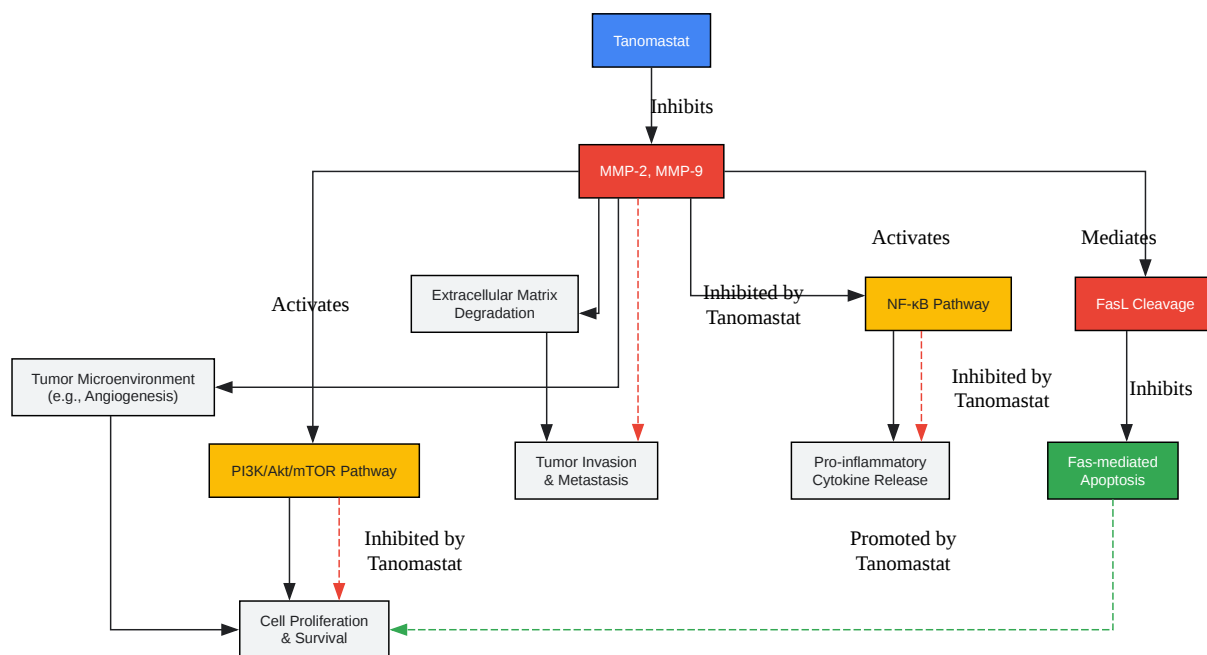 Tanomastat
Inhibits
MMP-2, MMP-9
Activates
Mediates
Extracellular Matrix
Degradation
Activates
Inhibited by
Tanomastat
NF-κB Pathway
FasL Cleavage
Tumor Microenvironment
(e.g., Angiogenesis)
Inhibited by
Tanomastat
Inhibits
PI3K/Akt/mTOR Pathway
Tumor Invasion
& Metastasis
Pro-inflammatory
Cytokine Release
Fas-mediated
Apoptosis
Inhibited by
Tanomastat
Promoted by
Tanomastat
Cell Proliferation
& Survival